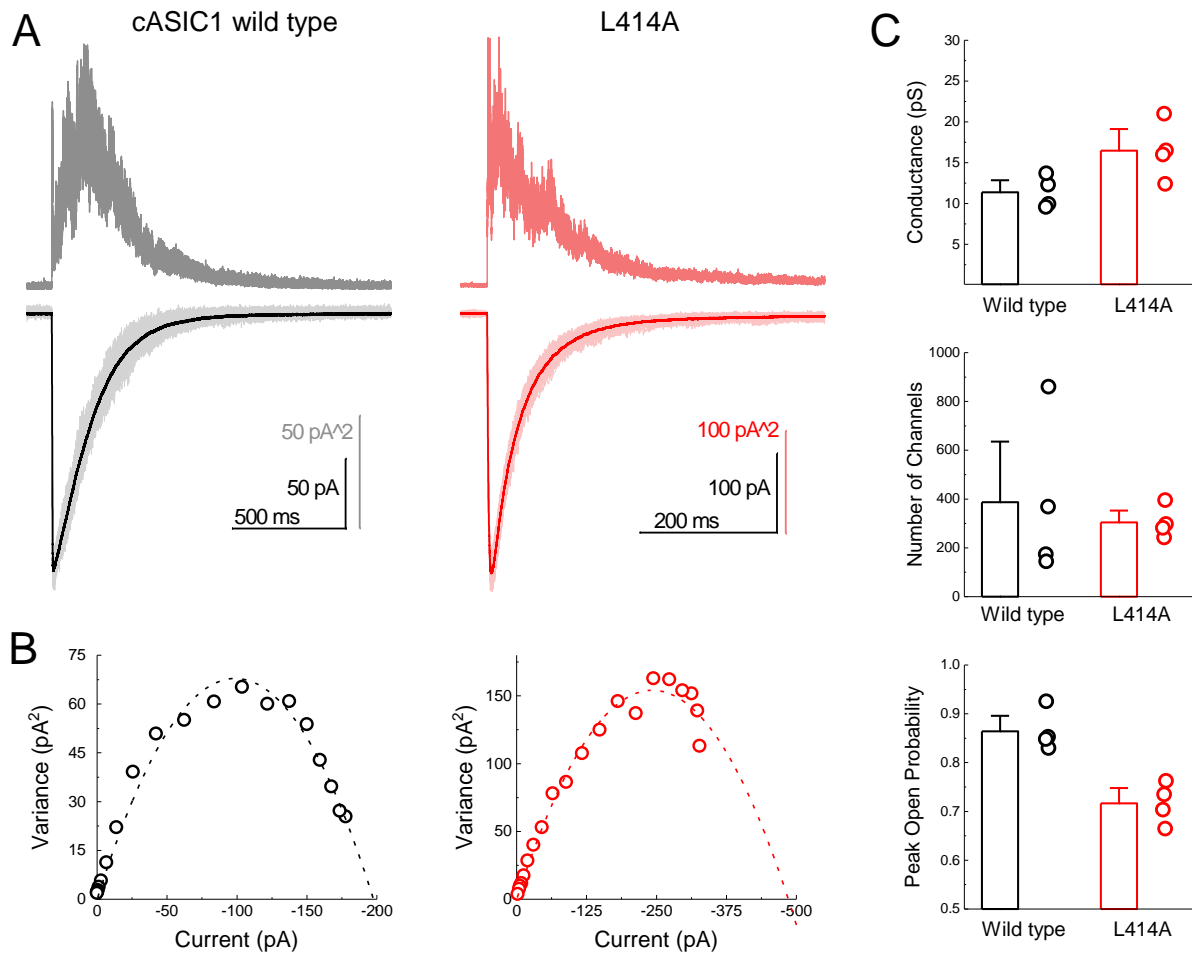 A
cASIC1 wild type
L414A
50 pA^2
50 pA
500 ms
100 pA^2
100 pA
200 ms
B
Variance (pA²)
75
60
45
30
15
0
0
-50
-100
-150
-200
Current (pA)
Variance (pA²)
150
100
50
0
0
-125
-250
-375
-500
Current (pA)
C
Conductance (pS)
30
25
20
15
10
5
Wild type
L414A
Number of Channels
1000
800
600
400
200
0
Wild type
L414A
Peak Open Probability
1.0
0.9
0.8
0.7
0.6
0.5
Wild type
L414A